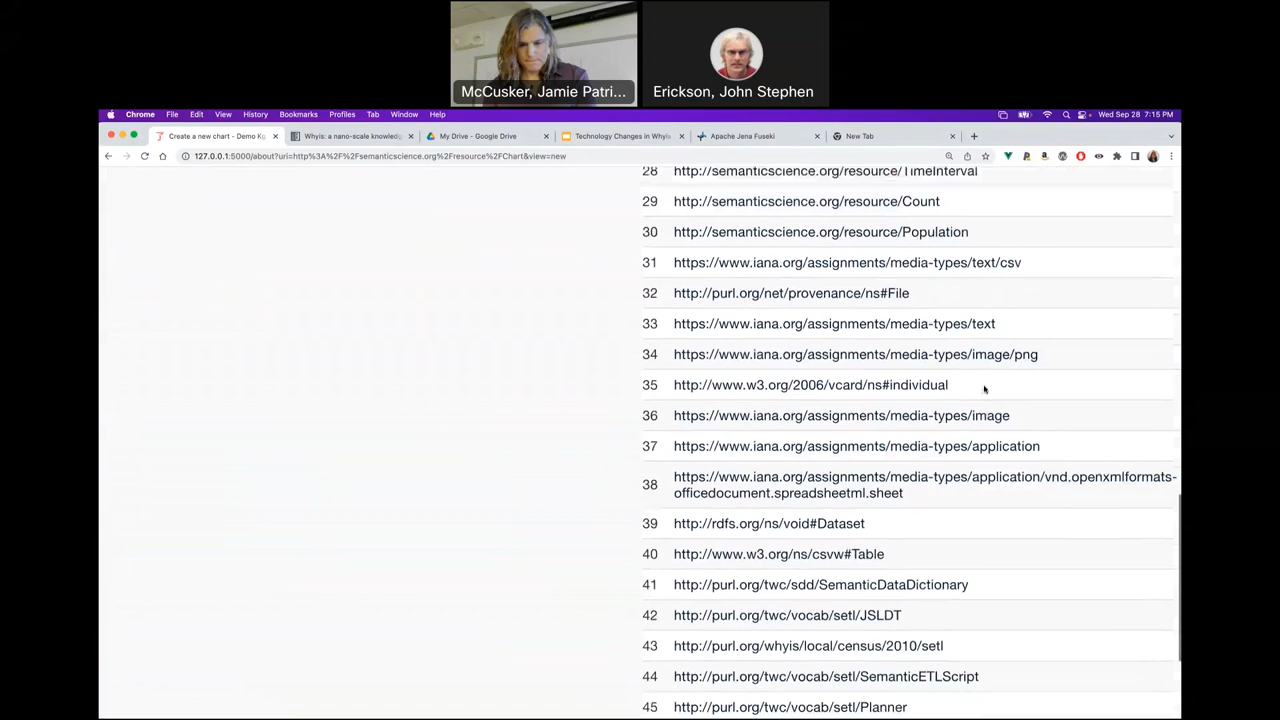 McCusker, Jamie Patri...
Erickson, John Stephen
Chrome File Edit View History Bookmarks Profiles Tab Window Help
Wed Sep 28 7:15 PM
Create a new chart - Demo Kg
Whyis: a nano-scale knowledg
My Drive - Google Drive
Technology Changes in Whyis
Apache Jena Fuseki
New Tab
127.0.0.1:5000/about?uri=http%3A%2F%2Fsemanticscience.org%2Fresource%2FChart&view=new
28 http://semanticscience.org/resource/TimeInterval
29 http://semanticscience.org/resource/Count
30 http://semanticscience.org/resource/Population
31 https://www.iana.org/assignments/media-types/text/csv
32 http://purl.org/net/provenance/ns#File
33 https://www.iana.org/assignments/media-types/text
34 https://www.iana.org/assignments/media-types/image/png
35 http://www.w3.org/2006/vcard/ns#individual
36 https://www.iana.org/assignments/media-types/image
37 https://www.iana.org/assignments/media-types/application
38 https://www.iana.org/assignments/media-types/application/vnd.openxmlformats-
officedocument.spreadsheetml.sheet
39 http://rdfs.org/ns/void#Dataset
40 http://www.w3.org/ns/csvw#Table
41 http://purl.org/twc/sdd/SemanticDataDictionary
42 http://purl.org/twc/vocab/setl/JSLDT
43 http://purl.org/whyis/local/census/2010/setl
44 http://purl.org/twc/vocab/setl/SemanticETLScript
45 http://purl.org/twc/vocab/setl/Planner